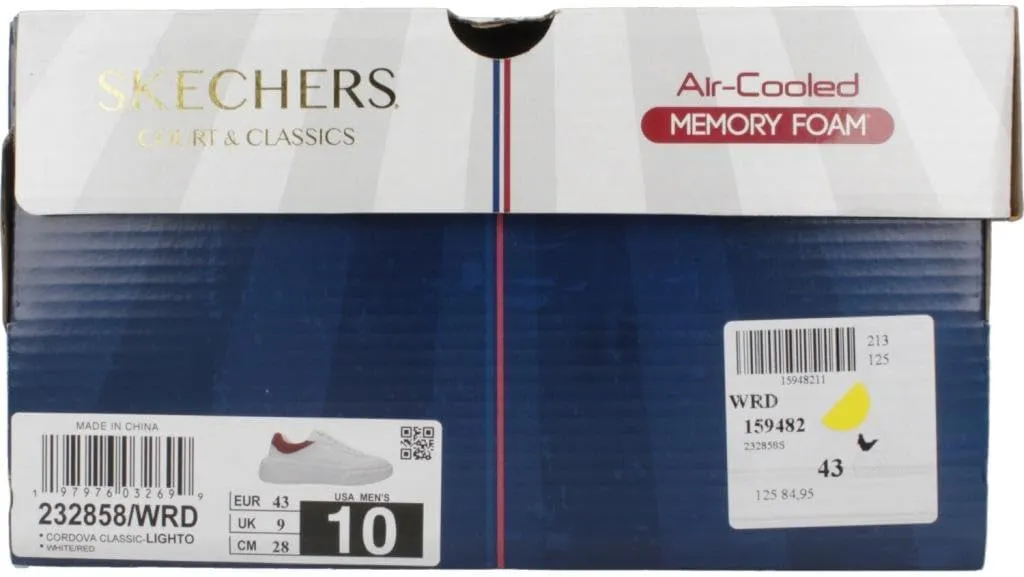 SKECHERS
COURT & CLASSICS
Air-Cooled
MEMORY FOAM
MADE IN CHINA
1 97976 03269 9
232858/WRD
* CORDOVA CLASSIC-LIGHTO
* WHITE/RED
EUR 43
UK 9
CM 28
USA MEN'S
10
213
125
15948211
WRD
159482
232858S
43
125 84,95